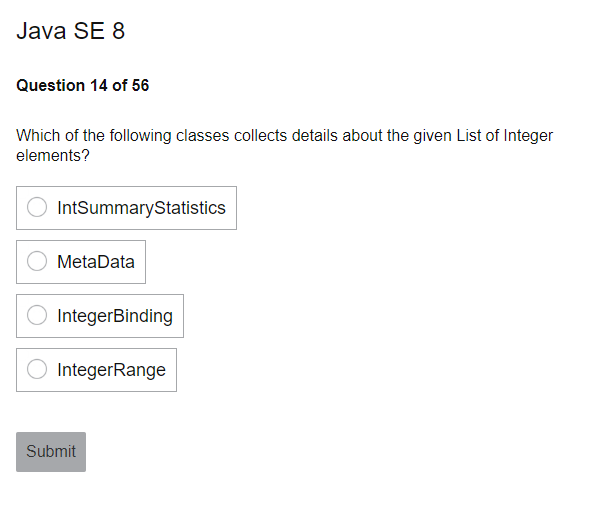 Java SE 8
Question 14 of 56
Which of the following classes collects details about the given List of Integer
elements?
IntSummaryStatistics
MetaData
IntegerBinding
IntegerRange
Submit